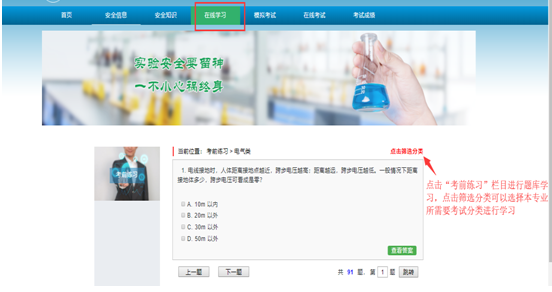 首页 安全信息 安全知识 在线学习 模拟考试 在线考试 考试成绩
实验安全要留神
一不小心残终身
考前练习
当前位置: 考前练习 > 电气类
点击筛选分类
1. 电线接地时,人体距离接地点越近,跨步电压越高;距离越远,跨步电压越低。一般情况下距离
接地体多少,跨步电压可看成是零?
A. 10m 以内
B. 20m 以外
C. 30m 以外
D. 50m 以外
查看答案
上一题 下一题 共 91 题,第 1 题 跳转
点击“考前练习”栏目进行题库学
习,点击筛选分类可以选择本专业
所需要考试分类进行学习